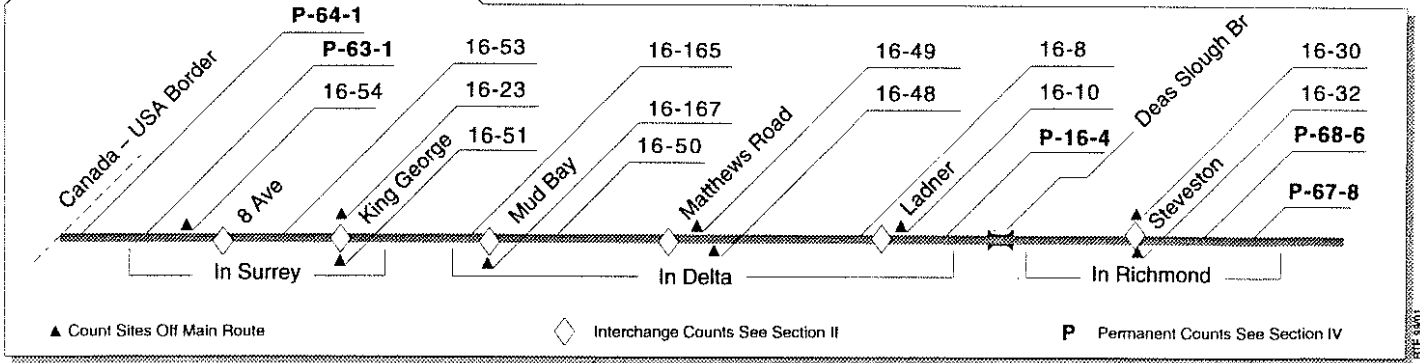 P-64-1
P-63-1
16-54
Canada – USA Border
8 Ave
16-53
16-23
16-51
King George
16-165
16-167
16-50
Mud Bay
16-49
16-48
Matthews Road
16-8
16-10
P-16-4
Ladner
Deas Slough Br
16-30
16-32
P-68-6
P-67-8
Steveston
In Surrey
In Delta
In Richmond
▲ Count Sites Off Main Route
◇ Interchange Counts See Section II
P Permanent Counts See Section IV